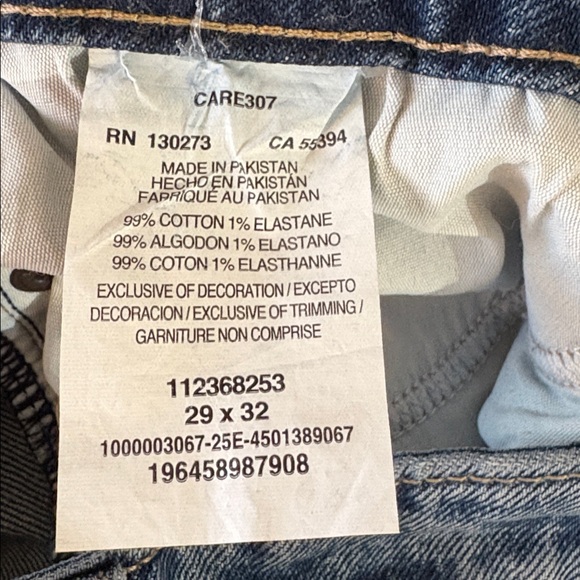 CARE307
RN 130273 CA 55394
MADE IN PAKISTAN
HECHO EN PAKISTÁN
FABRIQUÉ AU PAKISTAN
99% COTTON 1% ELASTANE
99% ALGODON 1% ELASTANO
99% COTON 1% ELASTHANNE
EXCLUSIVE OF DECORATION / EXCEPTO
DECORACION / EXCLUSIVE OF TRIMMING /
GARNITURE NON COMPRISE
112368253
29 x 32
1000003067-25E-4501389067
196458987908